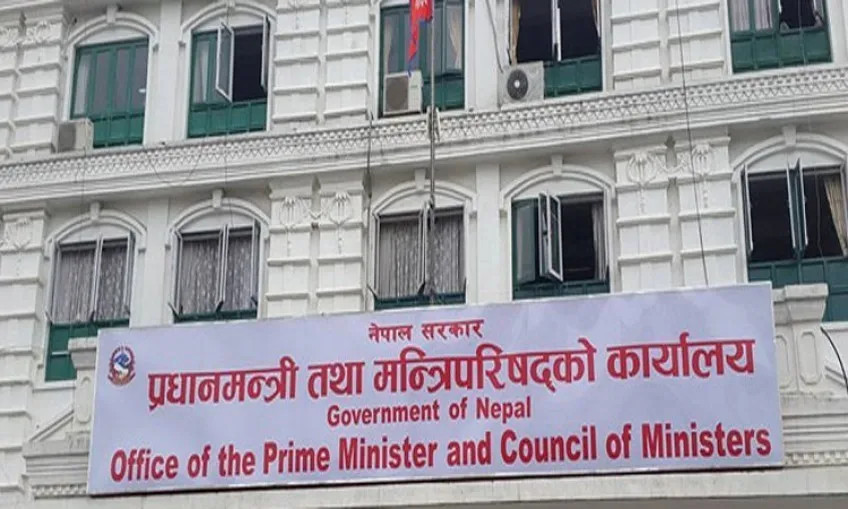 नेपाल सरकार
प्रधानमन्त्री तथा मन्त्रिपरिषद्को कार्यालय
Government of Nepal
Office of the Prime Minister and Council of Ministers